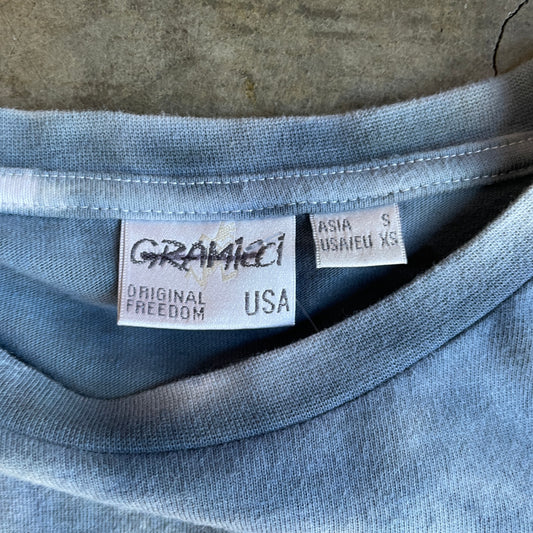 GRAMICCI
ORIGINAL
FREEDOM
USA
ASIA S
USA/EU XS